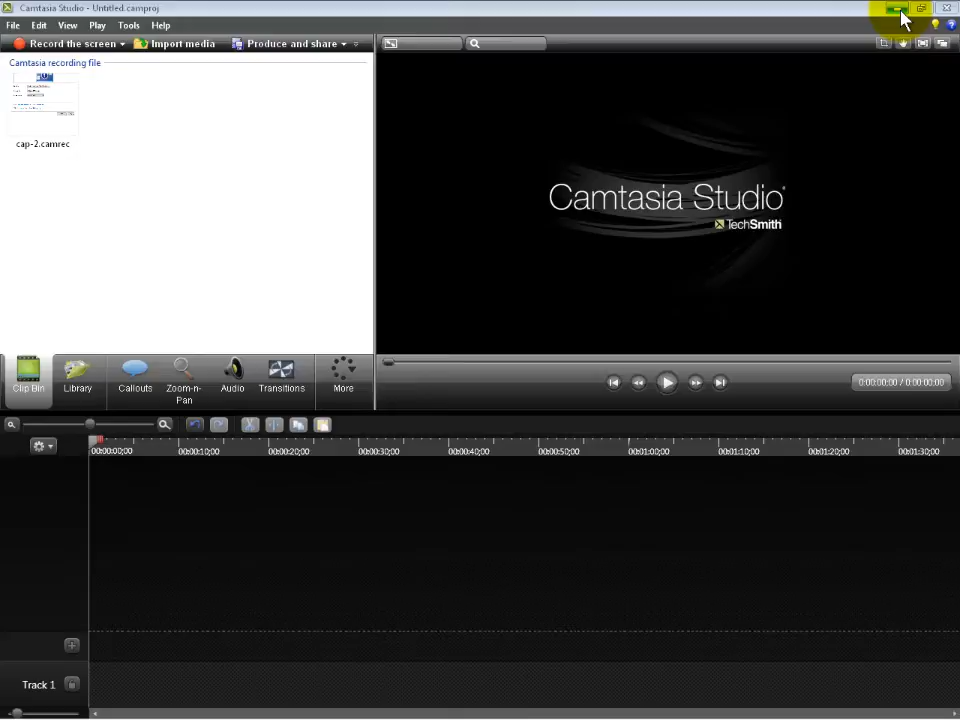 Camtasia Studio - Untitled.camproj
File Edit View Play Tools Help
Record the screen Import media Produce and share
Camtasia recording file
cap-2.camrec
Camtasia Studio®
TechSmith
Clip Bin Library Callouts Zoom-n-Pan Audio Transitions More
0:00:00;00 / 0:00:00;00
00:00:00;00 00:00:10;00 00:00:20;00 00:00:30;00 00:00:40;00 00:00:50;00 00:01:00;00 00:01:10;00 00:01:20;00 00:01:30;00
Track 1